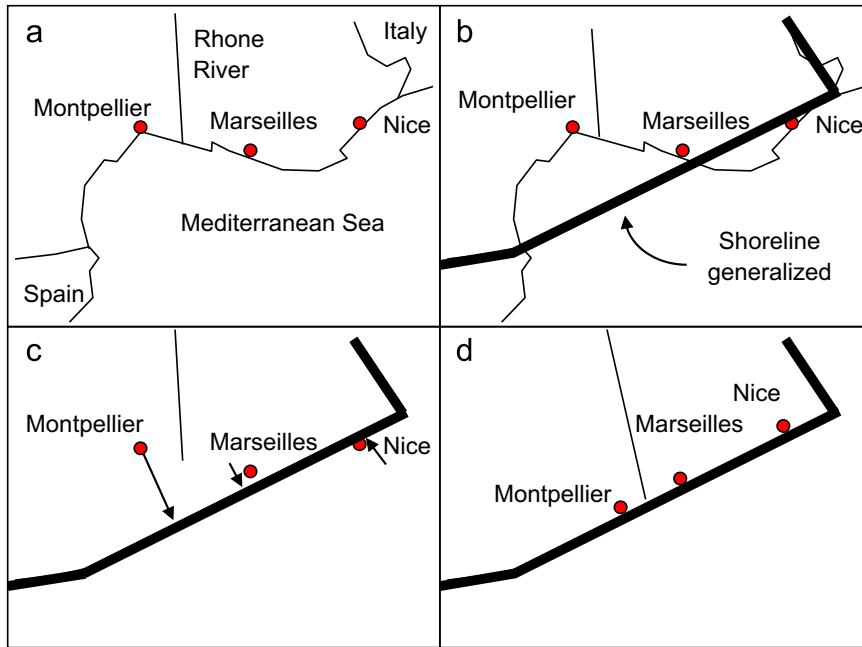 a
Rhone
River
Italy
Montpellier
Marseilles
Nice
Mediterranean Sea
Spain
b
Montpellier
Marseilles
Nice
Shoreline
generalized
c
Montpellier
Marseilles
Nice
d
Nice
Marseilles
Montpellier